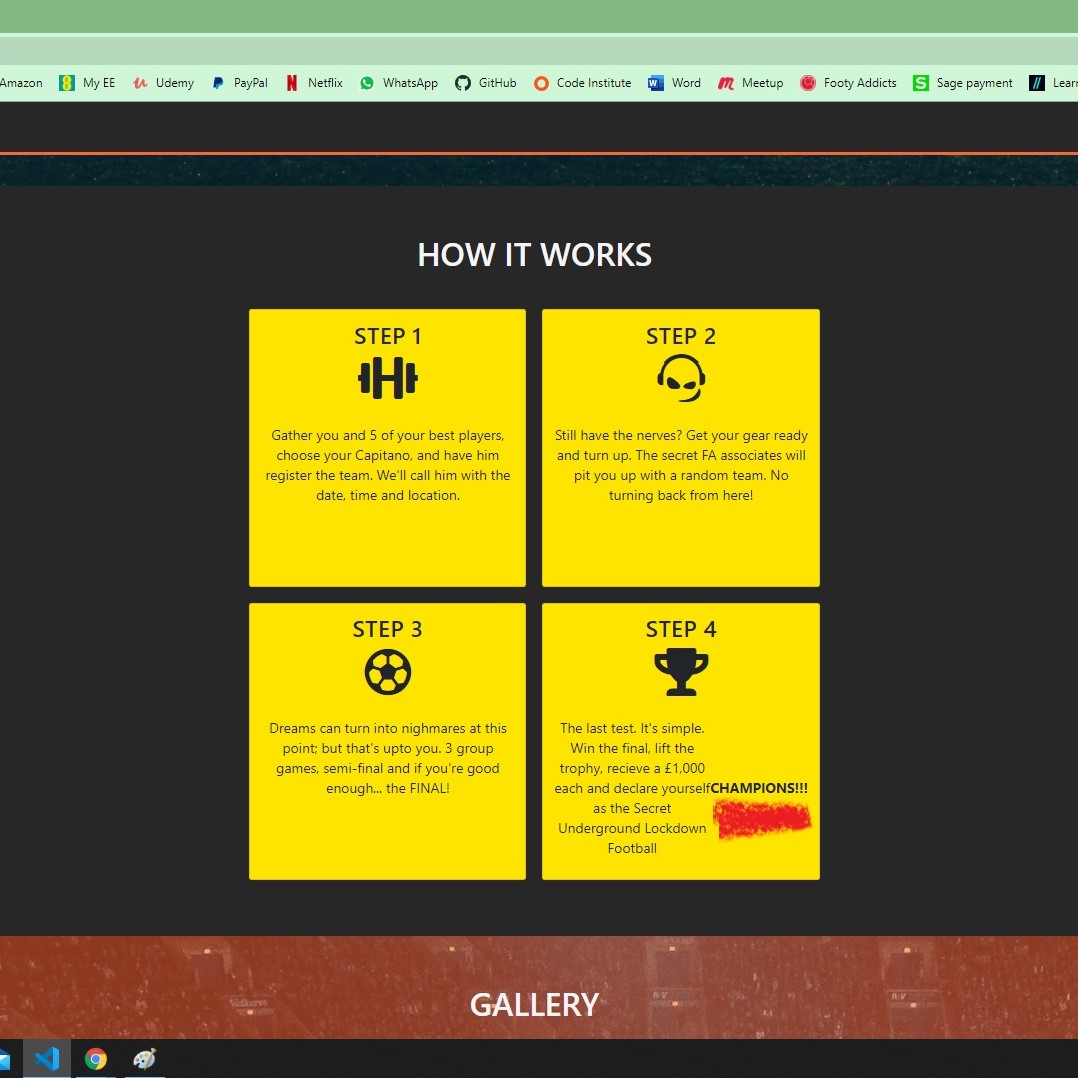 Amazon My EE Udemy PayPal Netflix WhatsApp GitHub Code Institute Word Meetup Footy Addicts Sage payment Learn
HOW IT WORKS
STEP 1
Gather you and 5 of your best players,
choose your Capitano, and have him
register the team. We'll call him with the
date, time and location.
STEP 2
Still have the nerves? Get your gear ready
and turn up. The secret FA associates will
pit you up with a random team. No
turning back from here!
STEP 3
Dreams can turn into nighmares at this
point; but that's upto you. 3 group
games, semi-final and if you're good
enough... the FINAL!
STEP 4
The last test. It's simple.
Win the final, lift the
trophy, recieve a £1,000
each and declare yourself
as the Secret
Underground Lockdown
Football
CHAMPIONS!!!
GALLERY